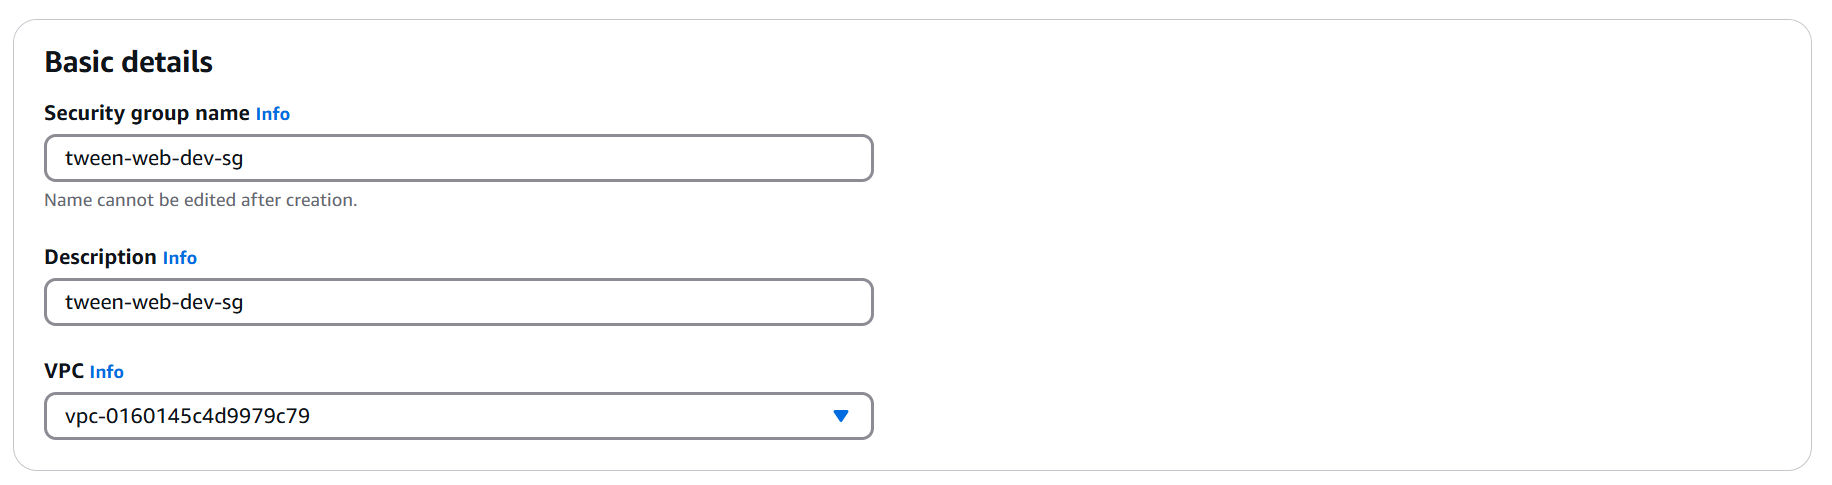 Basic details
Security group name Info
tween-web-dev-sg
Name cannot be edited after creation.
Description Info
tween-web-dev-sg
VPC Info
vpc-0160145c4d9979c79